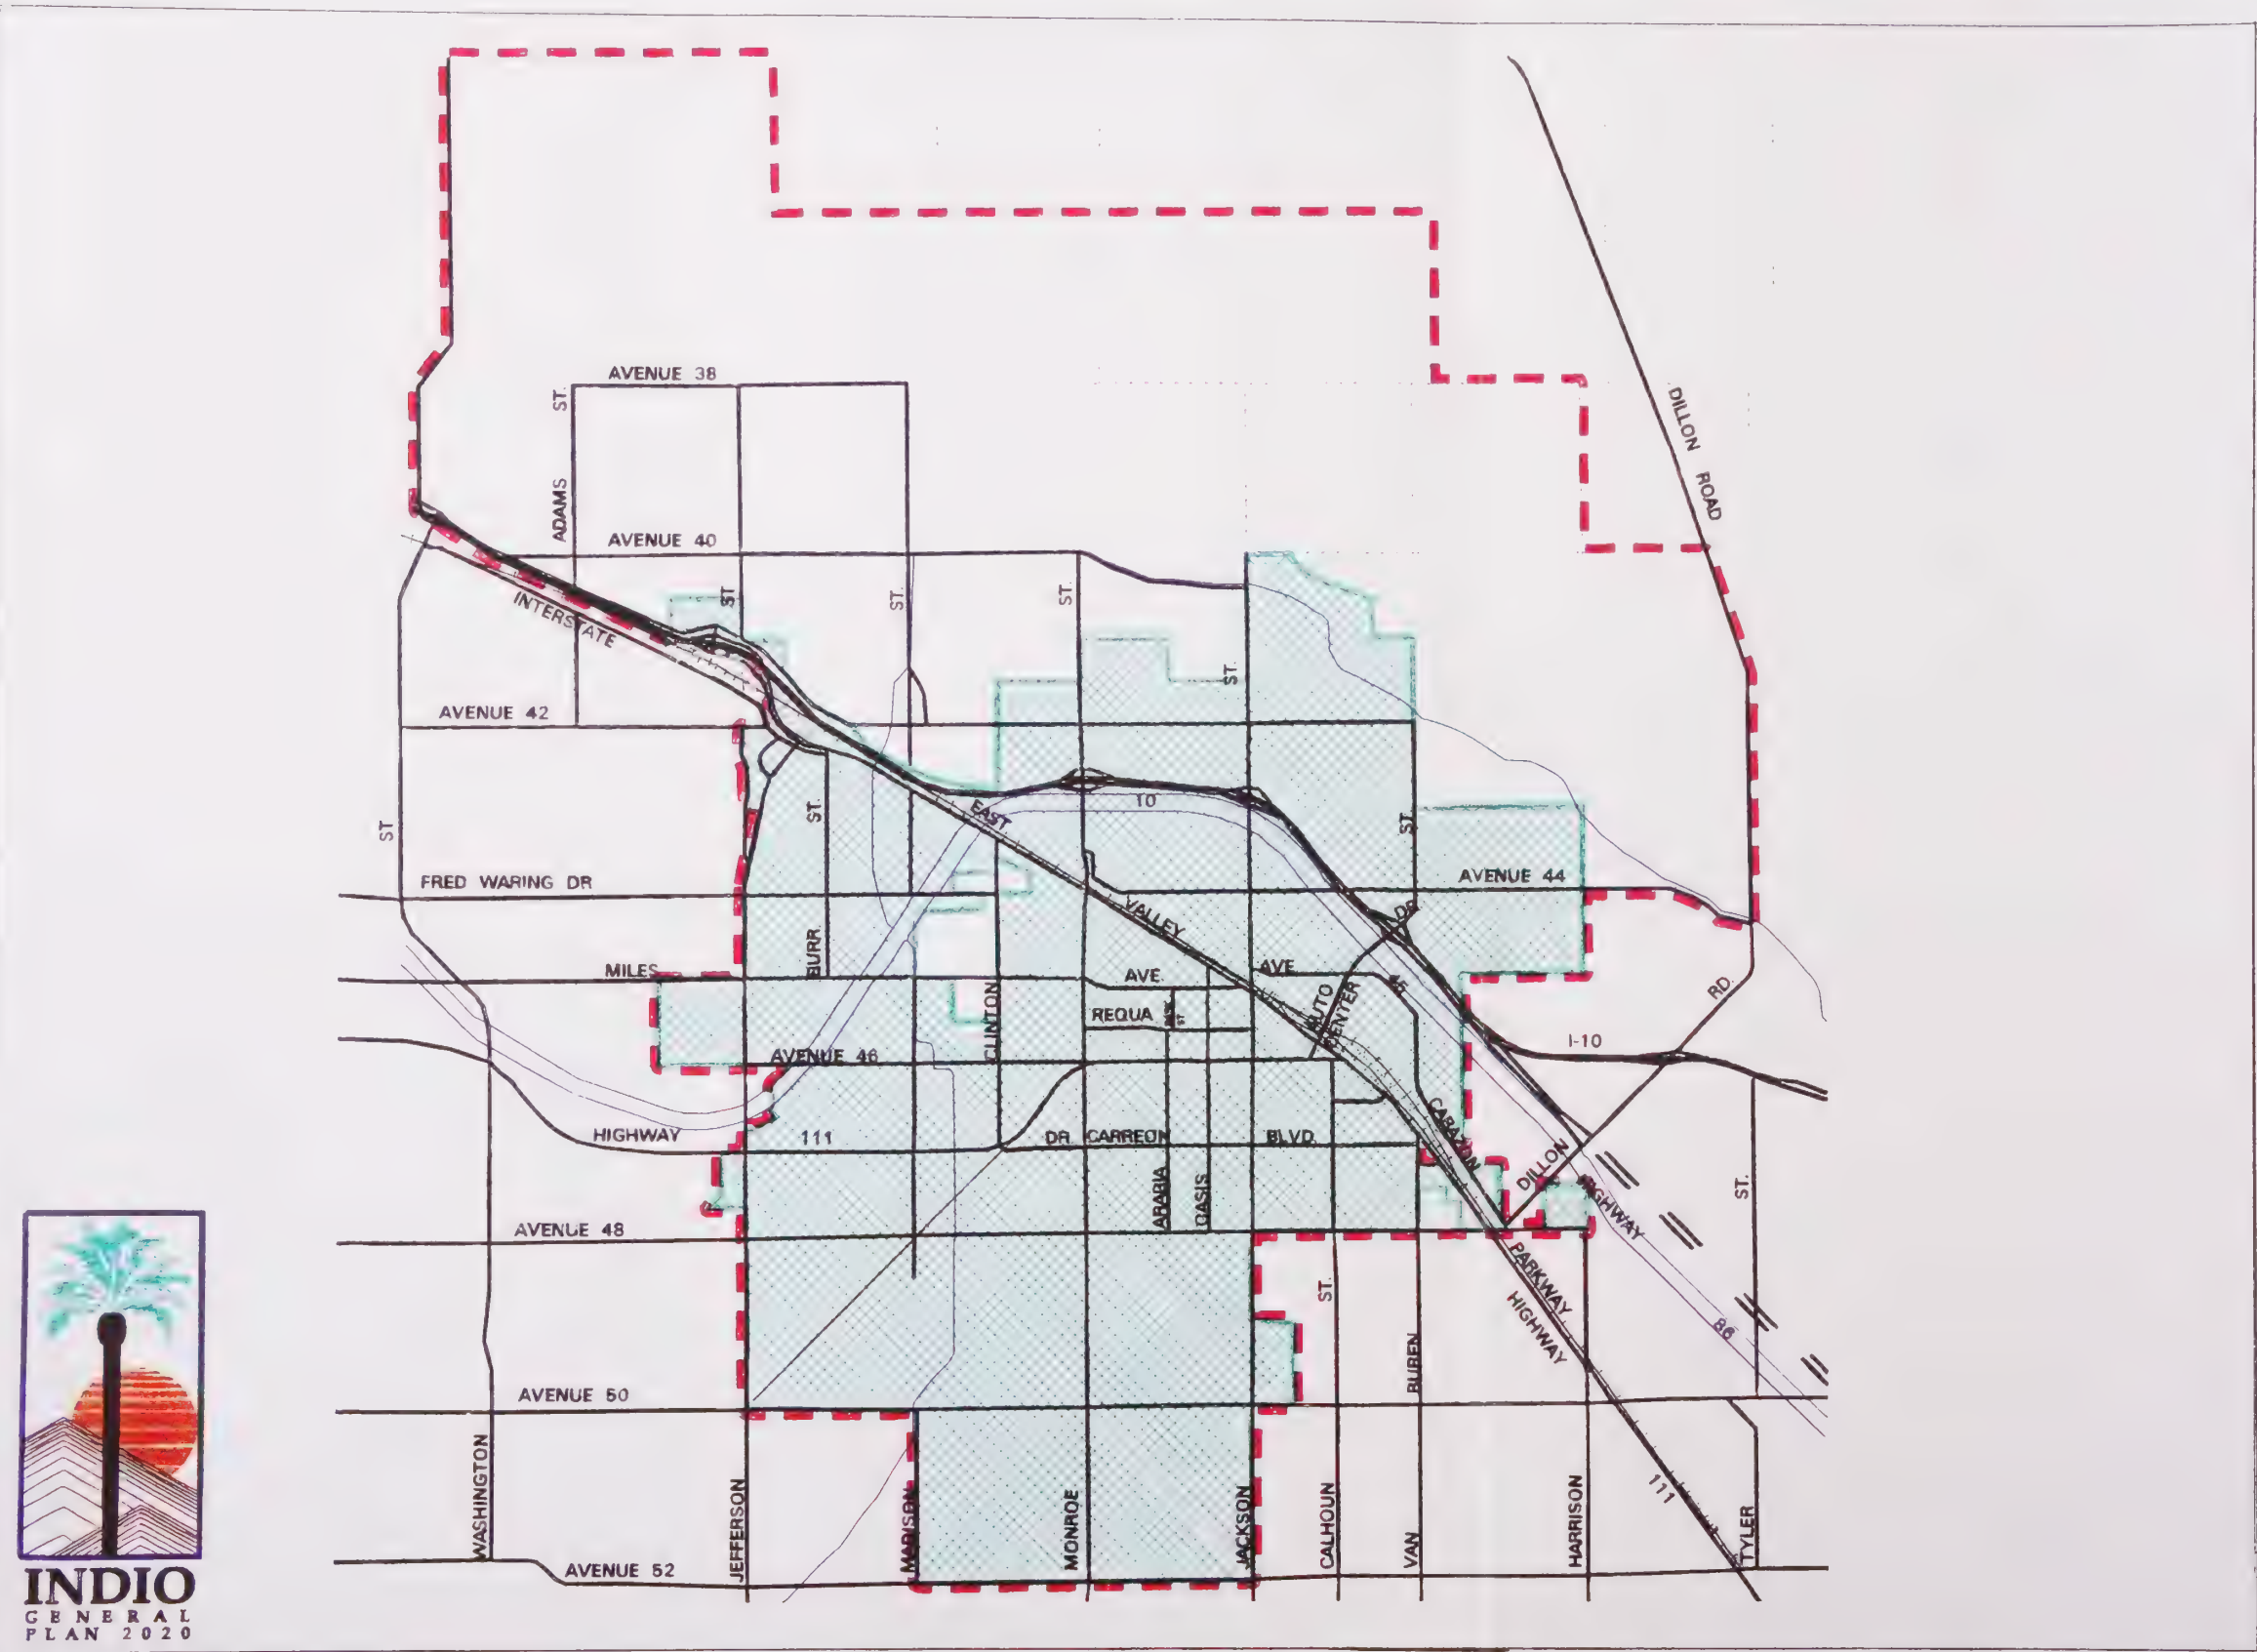 AVENUE 38
ST.
DILLON ROAD
ADAMS
AVENUE 40
ST.
ST.
ST.
INTERSTATE
ST.
AVENUE 42
ST.
ST.
ST
EAST
10
FRED WARING DR
AVENUE 44
VALLEY
DR.
BURR
MILES
AVE.
AVE
86
RD.
REQUA
ST
AUTO
CENTER
CLINTON
AVENUE 46
I-10
HIGHWAY
111
DR. CARREON
BLVD.
CABAZON
DILLON
HIGHWAY
ARABIA
OASIS
ST.
AVENUE 48
PARKWAY
HIGHWAY
ST.
86
VAN BUREN
AVENUE 50
WASHINGTON
JEFFERSON
MADISON
MONROE
JACKSON
CALHOUN
HARRISON
111
TYLER
AVENUE 52
INDIO
GENERAL
PLAN 2020